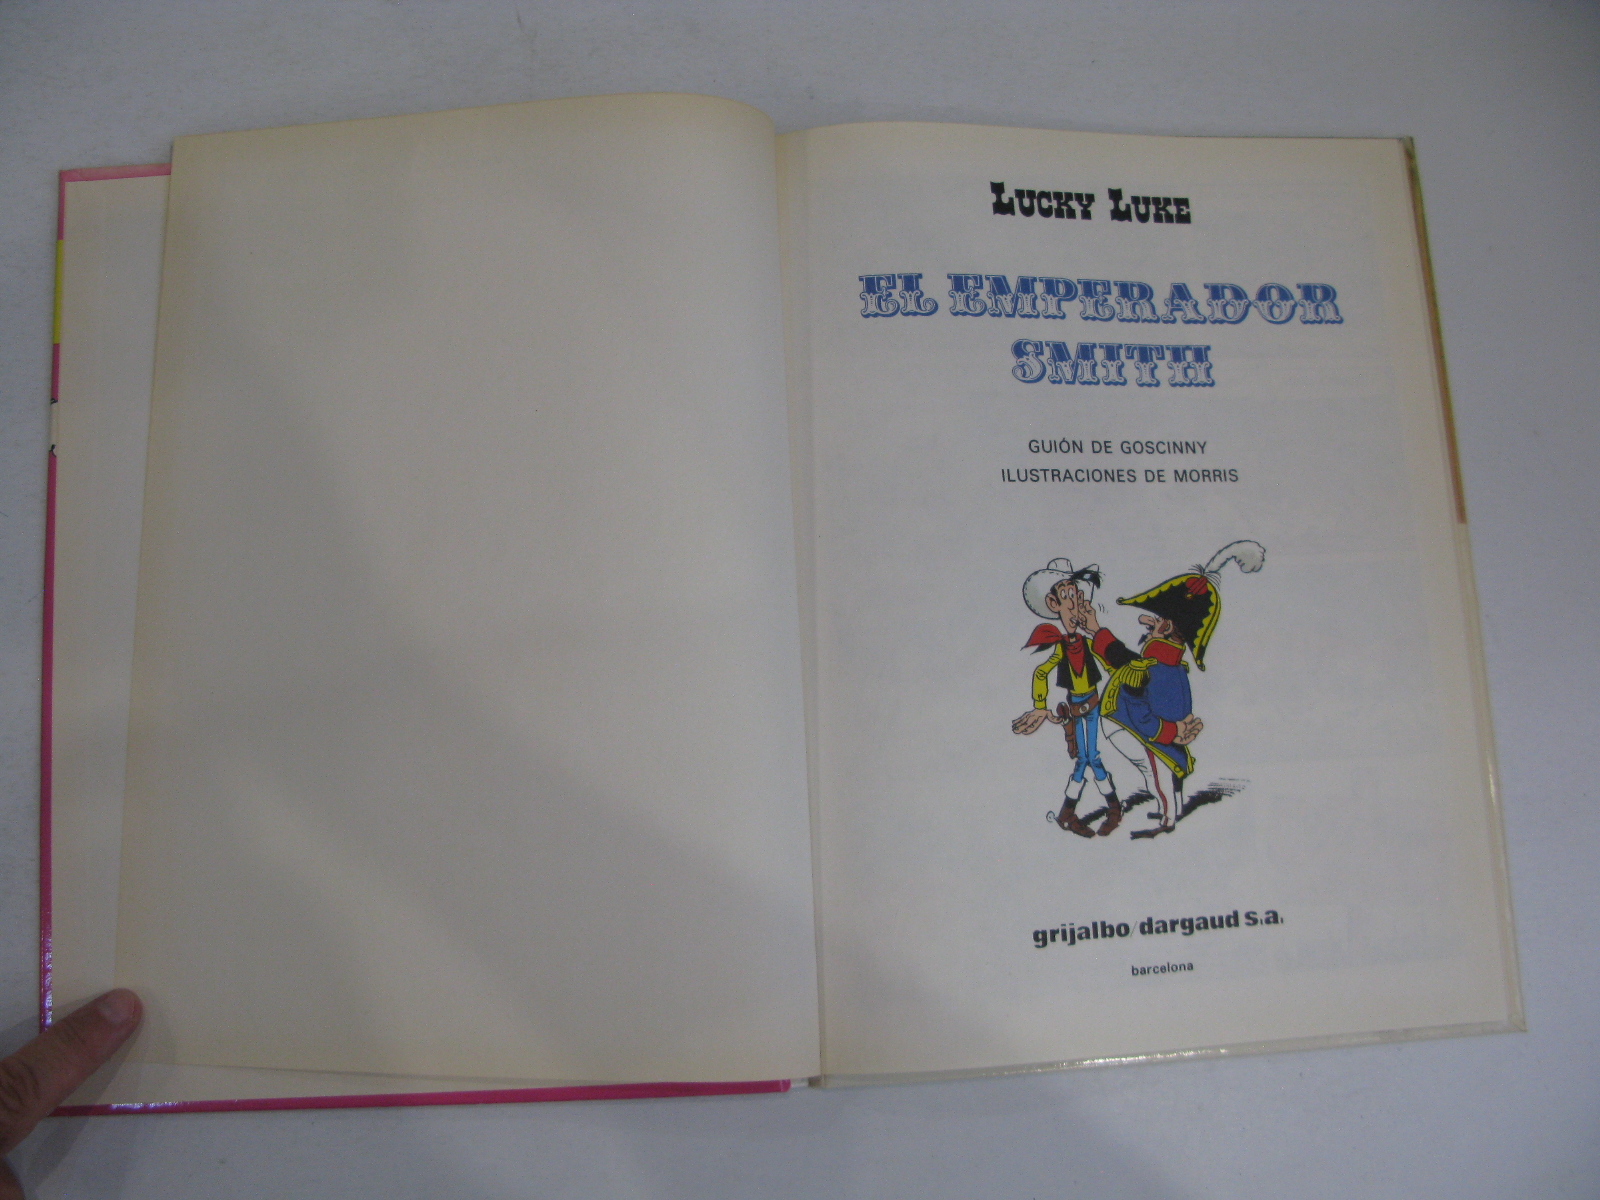 LUCKY LUKE
EL EMPERADOR
SMITH
GUIÓN DE GOSCINNY
ILUSTRACIONES DE MORRIS
grijalbo/dargaud s.a.
barcelona